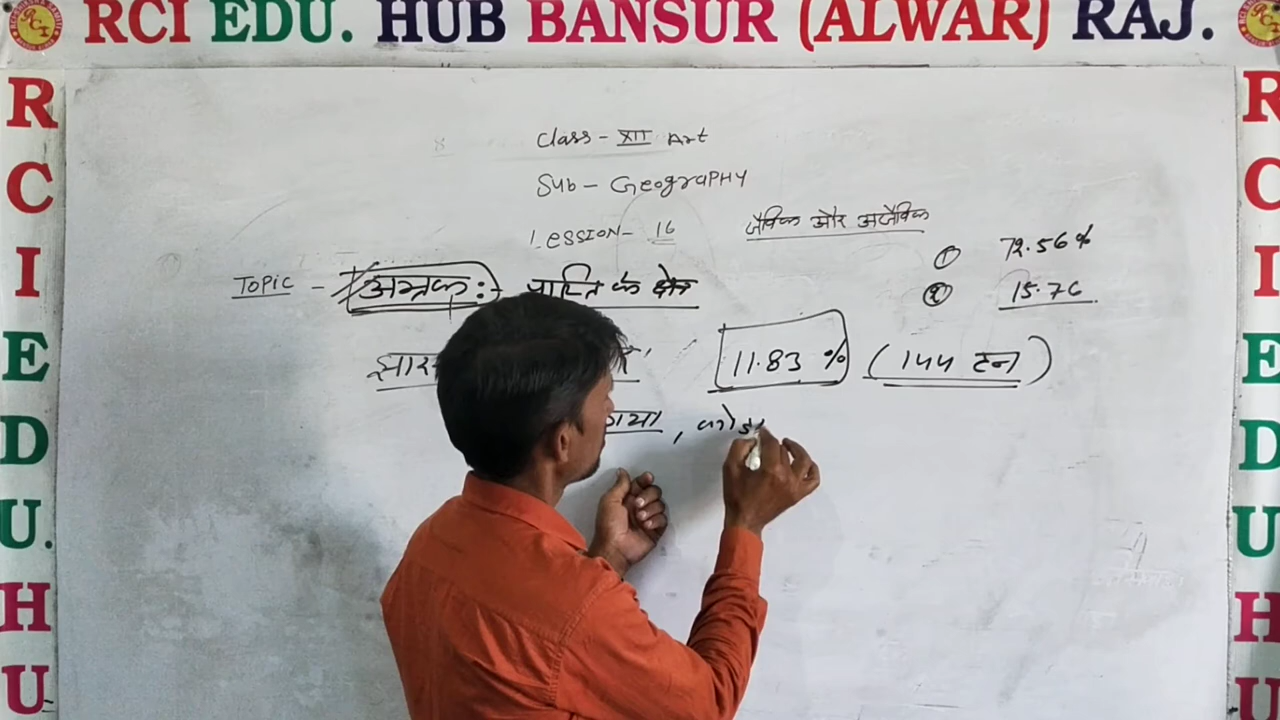 RCI EDU. HUB BANSUR (ALWAR) RAJ.
R
C
I
E
D
U.
H
U
Class - XII Art
Sub - GeograPHY
LESSION - 16
जैविक और अजैविक
① 72.56%
② 15.76
TOPIC - अभ्रक :- प्राप्ति के क्षेत्र
11.83 % (144 टन)
गया,
R
C
I
E
D
U
H
U